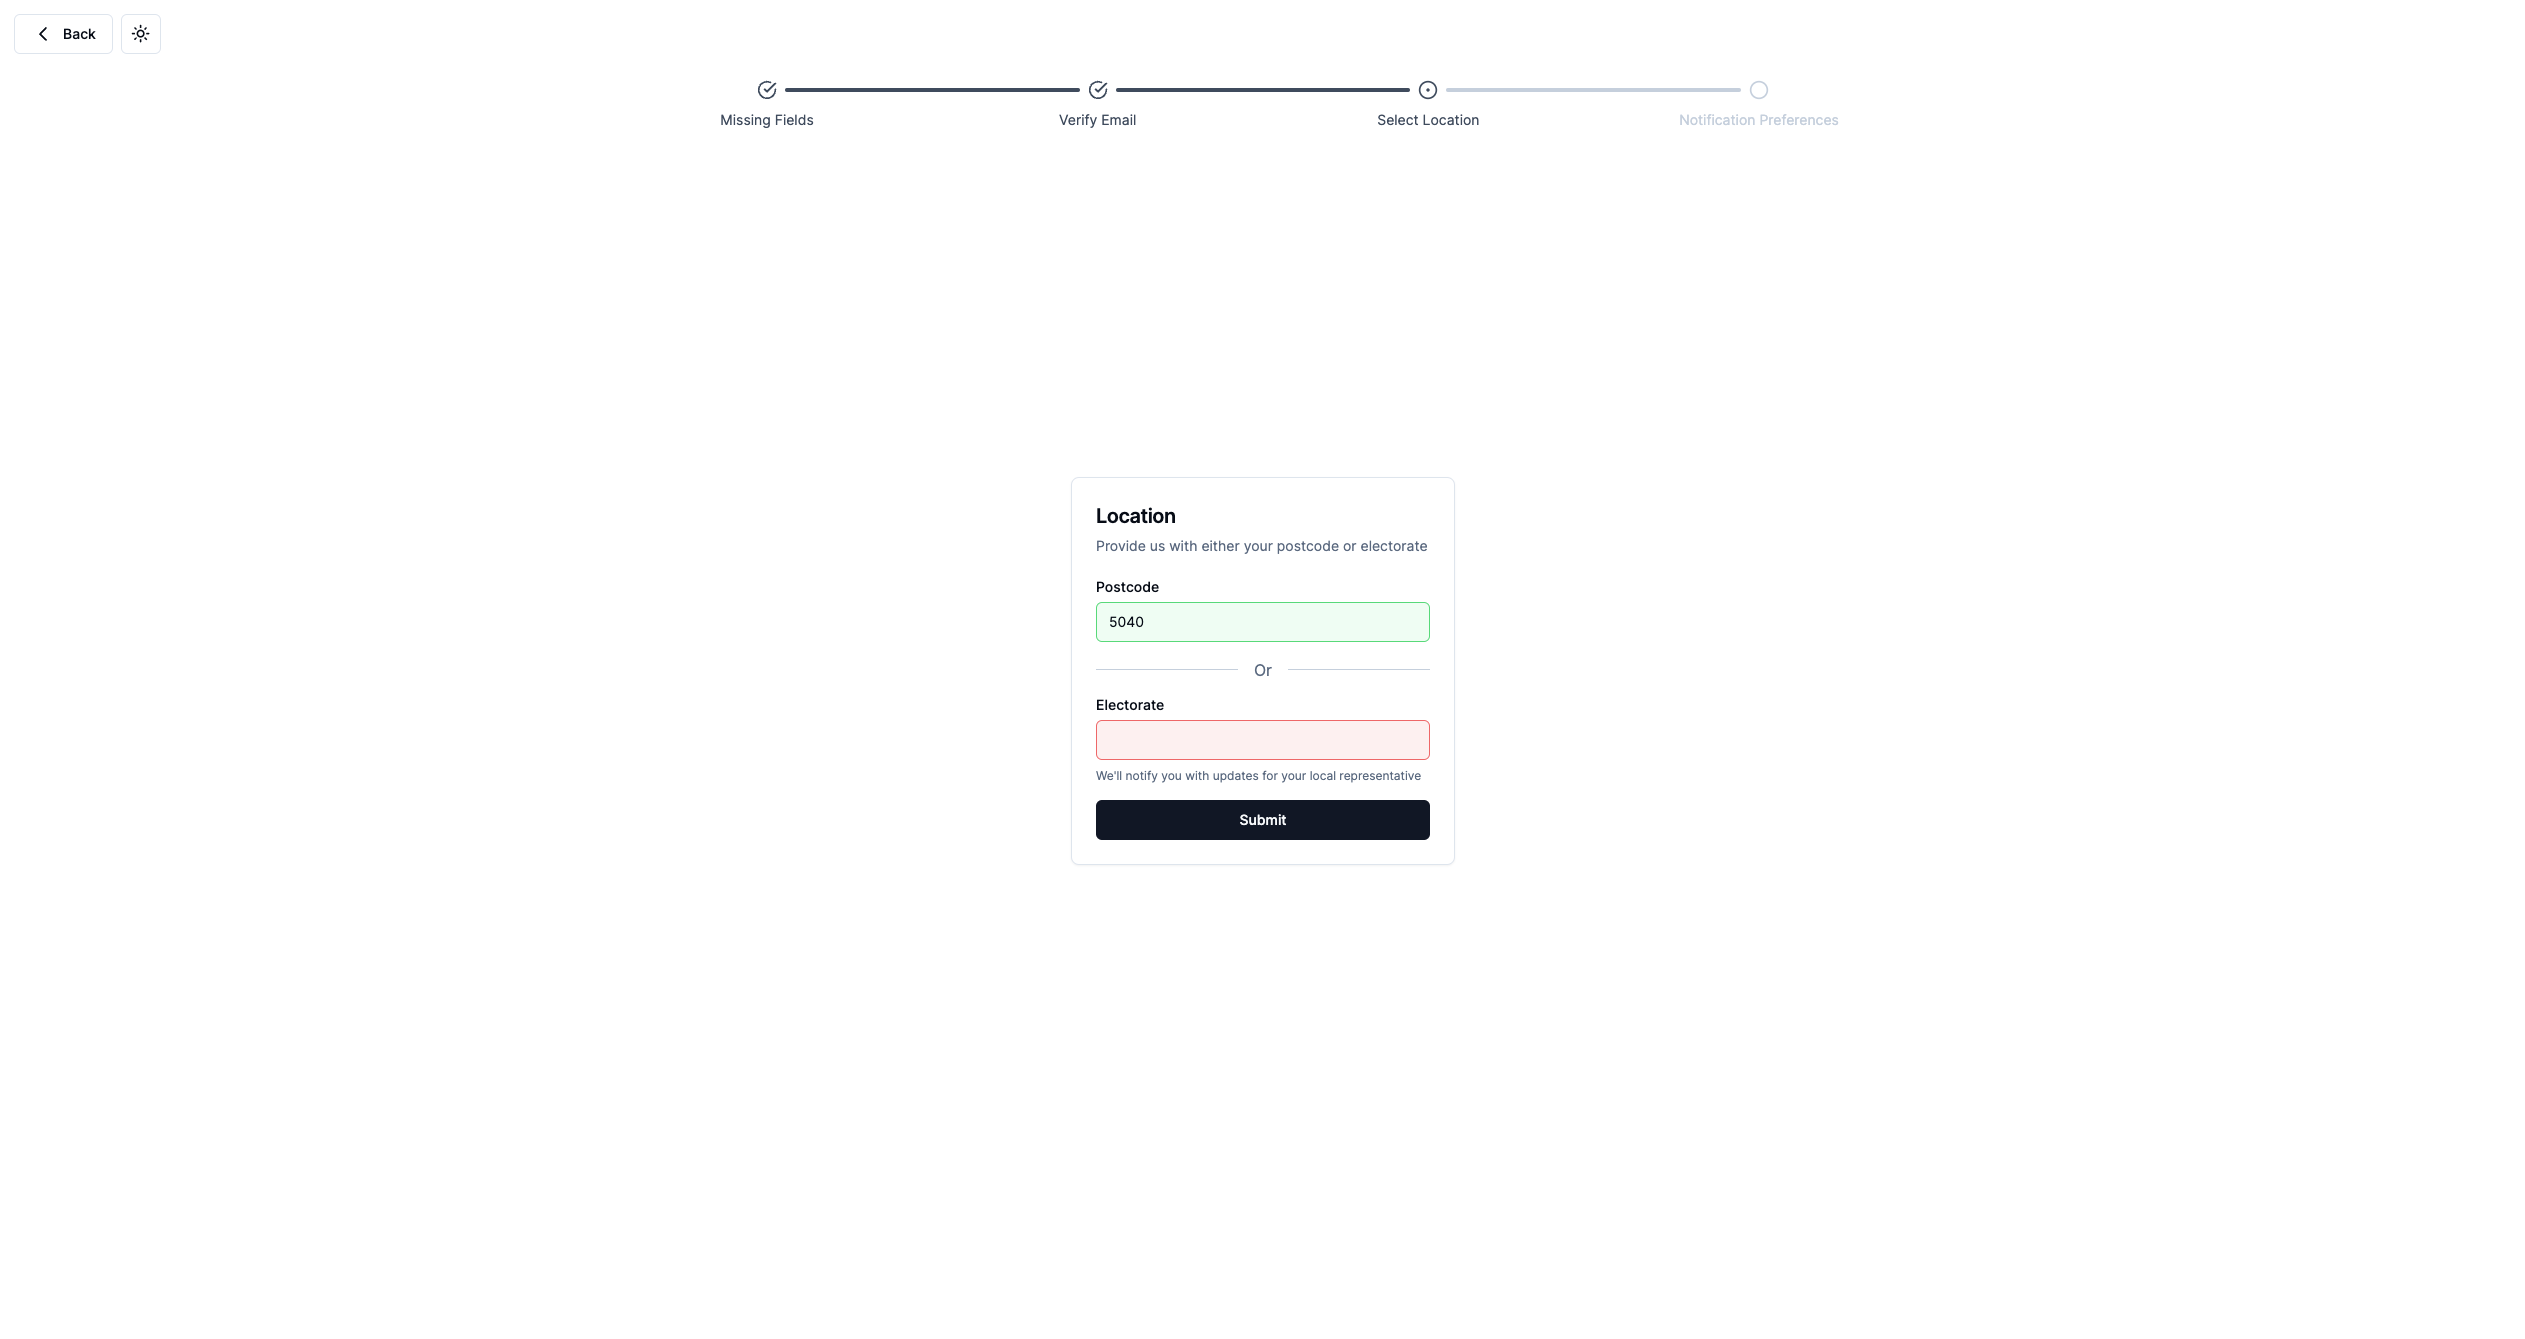 Back
Missing Fields
Verify Email
Select Location
Notification Preferences
Location
Provide us with either your postcode or electorate
Postcode
5040
Or
Electorate
We'll notify you with updates for your local representative
Submit